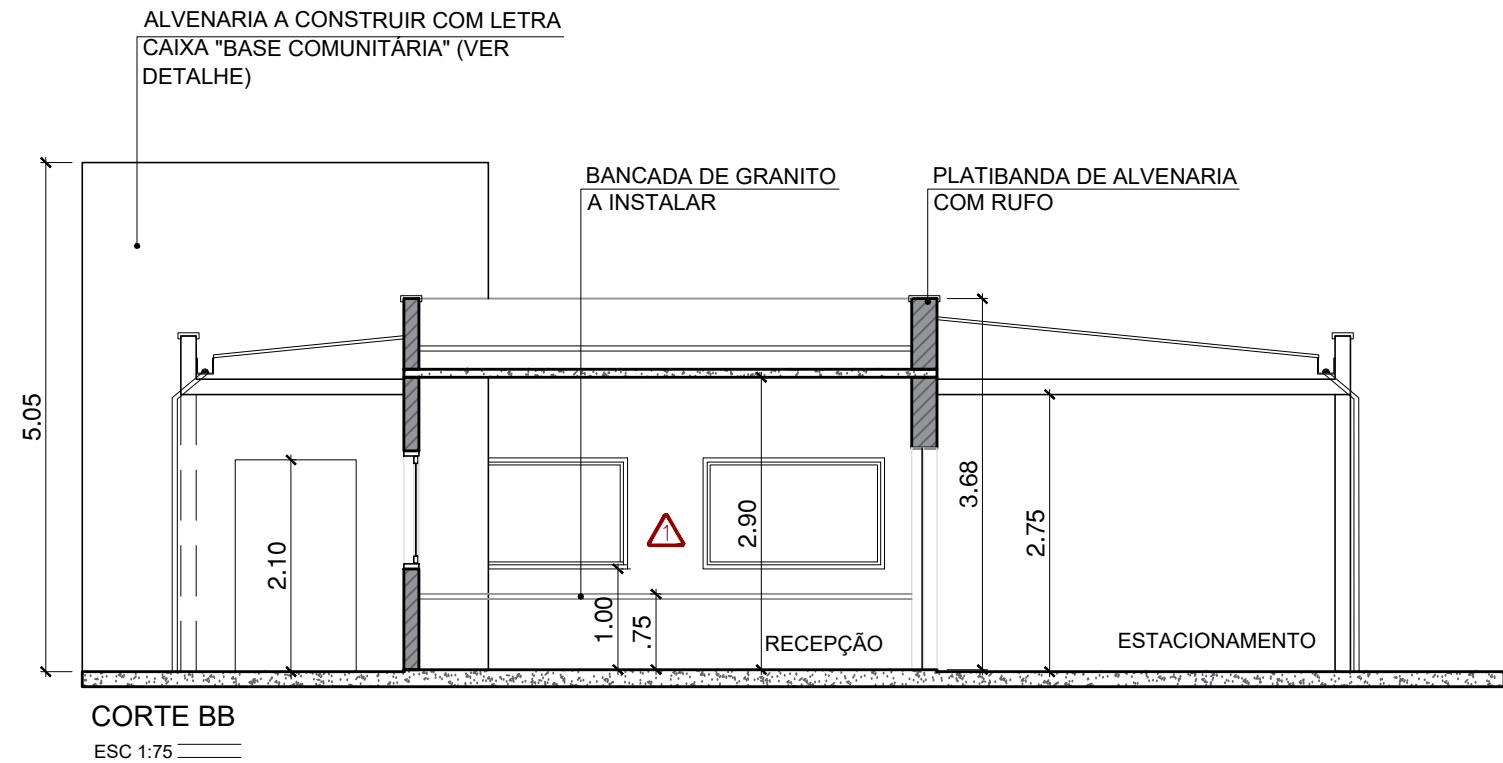 ALVENARIA A CONSTRUIR COM LETRA
CAIXA "BASE COMUNITÁRIA" (VER
DETALHE)
BANCADA DE GRANITO
A INSTALAR
PLATIBANDA DE ALVENARIA
COM RUFO
5.05
2.10
1.00
.75
1
2.90
3.68
2.75
RECEPÇÃO
ESTACIONAMENTO
CORTE BB
ESC 1:75